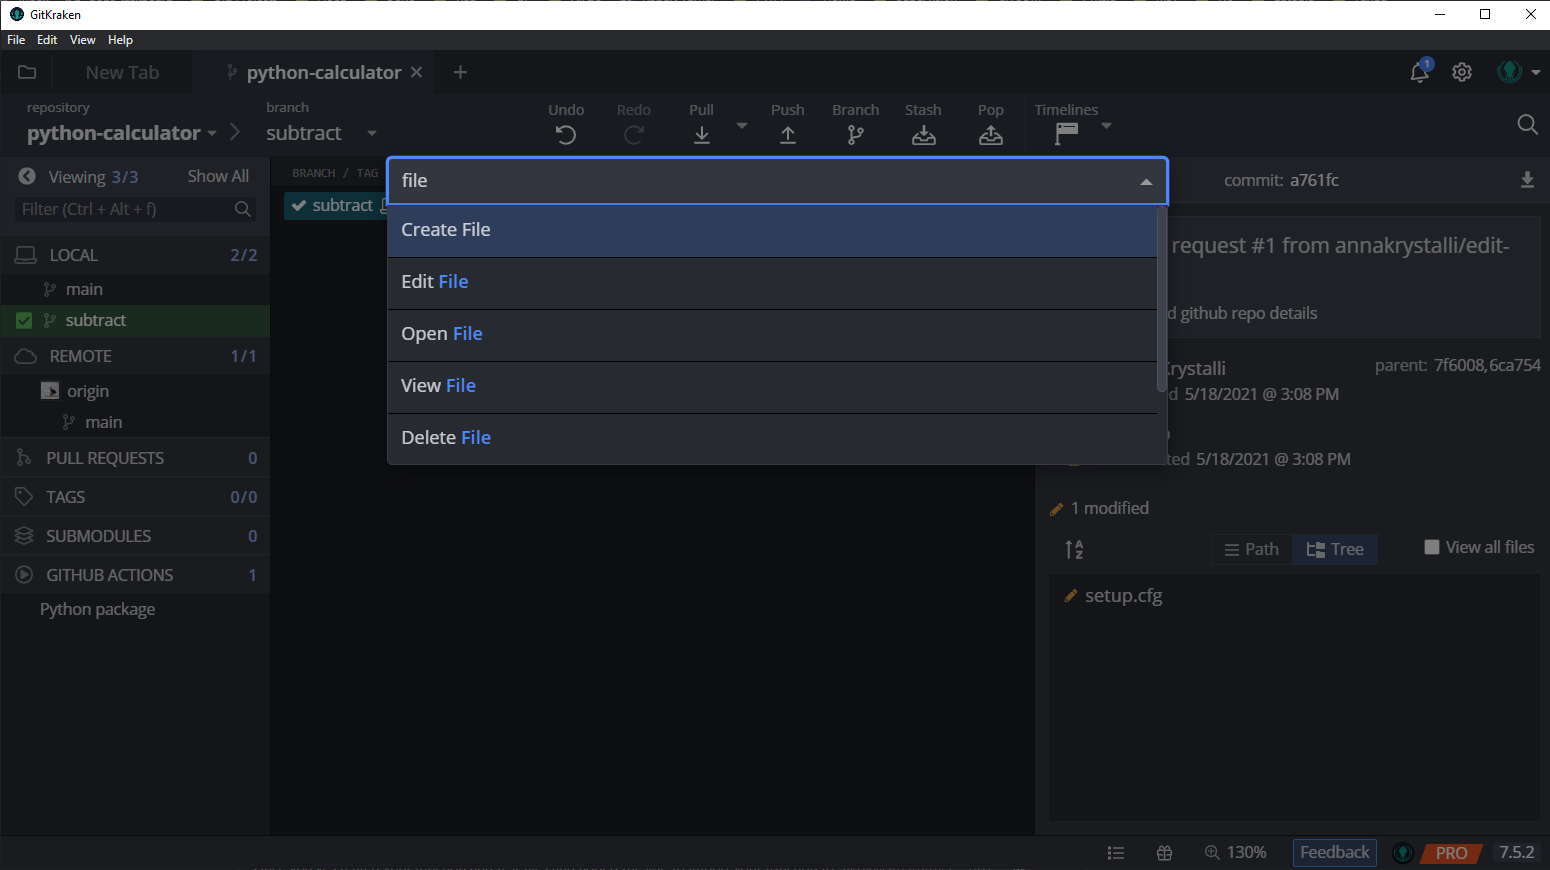 GitKraken
File Edit View Help
New Tab
python-calculator
repository
python-calculator
branch
subtract
Undo
Redo
Pull
Push
Branch
Stash
Pop
Timelines
Viewing 3/3
Show All
Filter (Ctrl + Alt + f)
LOCAL 2/2
main
subtract
REMOTE 1/1
origin
main
PULL REQUESTS 0
TAGS 0/0
SUBMODULES 0
GITHUB ACTIONS 1
Python package
BRANCH / TAG
subtract
file
Create File
Edit File
Open File
View File
Delete File
commit: a761fc
request #1 from annakrystalli/edit-
d github repo details
Krystalli
parent: 7f6008,6ca754
d 5/18/2021 @ 3:08 PM
ted 5/18/2021 @ 3:08 PM
1 modified
A
Z
Path
Tree
View all files
setup.cfg
1
130%
Feedback
PRO
7.5.2